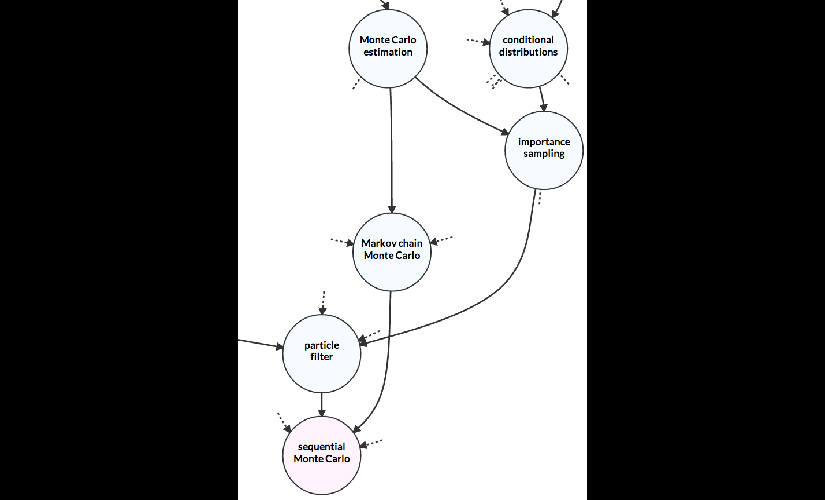 Monte Carlo
estimation
conditional
distributions
importance
sampling
Markov chain
Monte Carlo
particle
filter
sequential
Monte Carlo